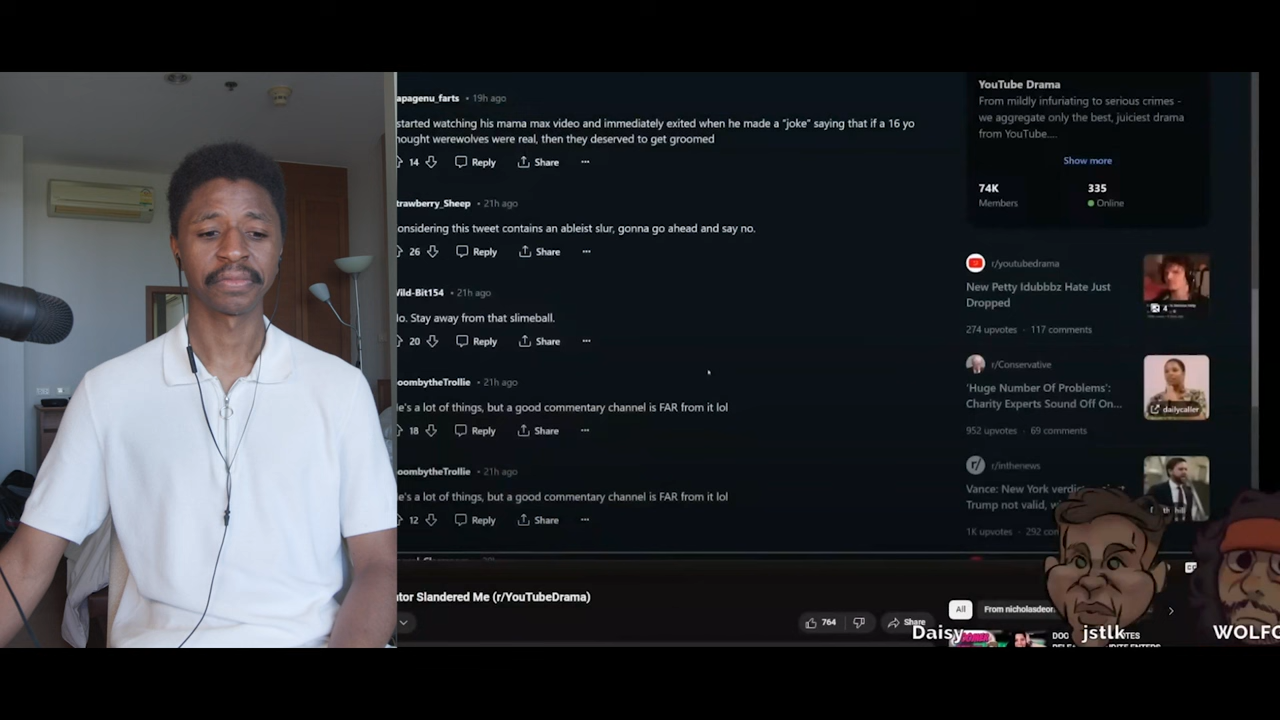 apagenu_farts • 19h ago
started watching his mama max video and immediately exited when he made a "joke" saying that if a 16 yo
hought werewolves were real, then they deserved to get groomed
14 Reply Share ...
trawberry_Sheep • 21h ago
onsidering this tweet contains an ableist slur, gonna go ahead and say no.
26 Reply Share ...
Wild-Bit154 • 21h ago
lo. Stay away from that slimeball.
20 Reply Share ...
oombytheTrollie • 21h ago
e's a lot of things, but a good commentary channel is FAR from it lol
18 Reply Share ...
oombytheTrollie • 21h ago
e's a lot of things, but a good commentary channel is FAR from it lol
12 Reply Share ...
YouTube Drama
From mildly infuriating to serious crimes -
we aggregate only the best, juiciest drama
from YouTube....
Show more
74K 335
Members Online
r/youtubedrama
New Petty Idubbbz Hate Just
Dropped
4
274 upvotes · 117 comments
r/Conservative
'Huge Number Of Problems':
Charity Experts Sound Off On...
dailycaller
952 upvotes · 69 comments
r/inthenews
Vance: New York verdi
Trump not valid, w
1K upvotes · 292 con
tor Slandered Me (r/YouTubeDrama)
764 Share
All From nicholasdeor
Daisy jstlk WOLFC